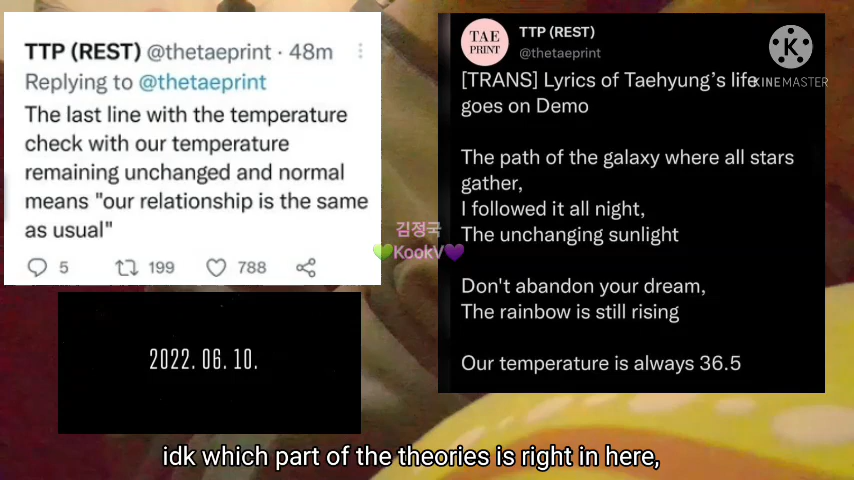 TTP (REST) @thetaeprint · 48m
Replying to @thetaeprint
The last line with the temperature
check with our temperature
remaining unchanged and normal
means "our relationship is the same
as usual"
5 199 788
2022. 06. 10.
TAE
PRINT
TTP (REST)
@thetaeprint
[TRANS] Lyrics of Taehyung's life
goes on Demo
The path of the galaxy where all stars
gather,
I followed it all night,
The unchanging sunlight
Don't abandon your dream,
The rainbow is still rising
Our temperature is always 36.5
K
KINEMASTER
김정국
💚KookV💜
idk which part of the theories is right in here,